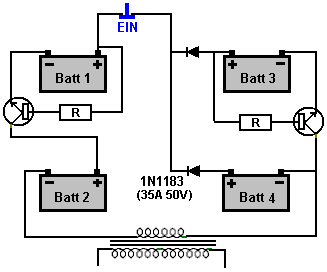 EIN
- +
Batt 1
+ -
Batt 3
R
R
- +
Batt 2
1N1183
(35A 50V)
+ -
Batt 4